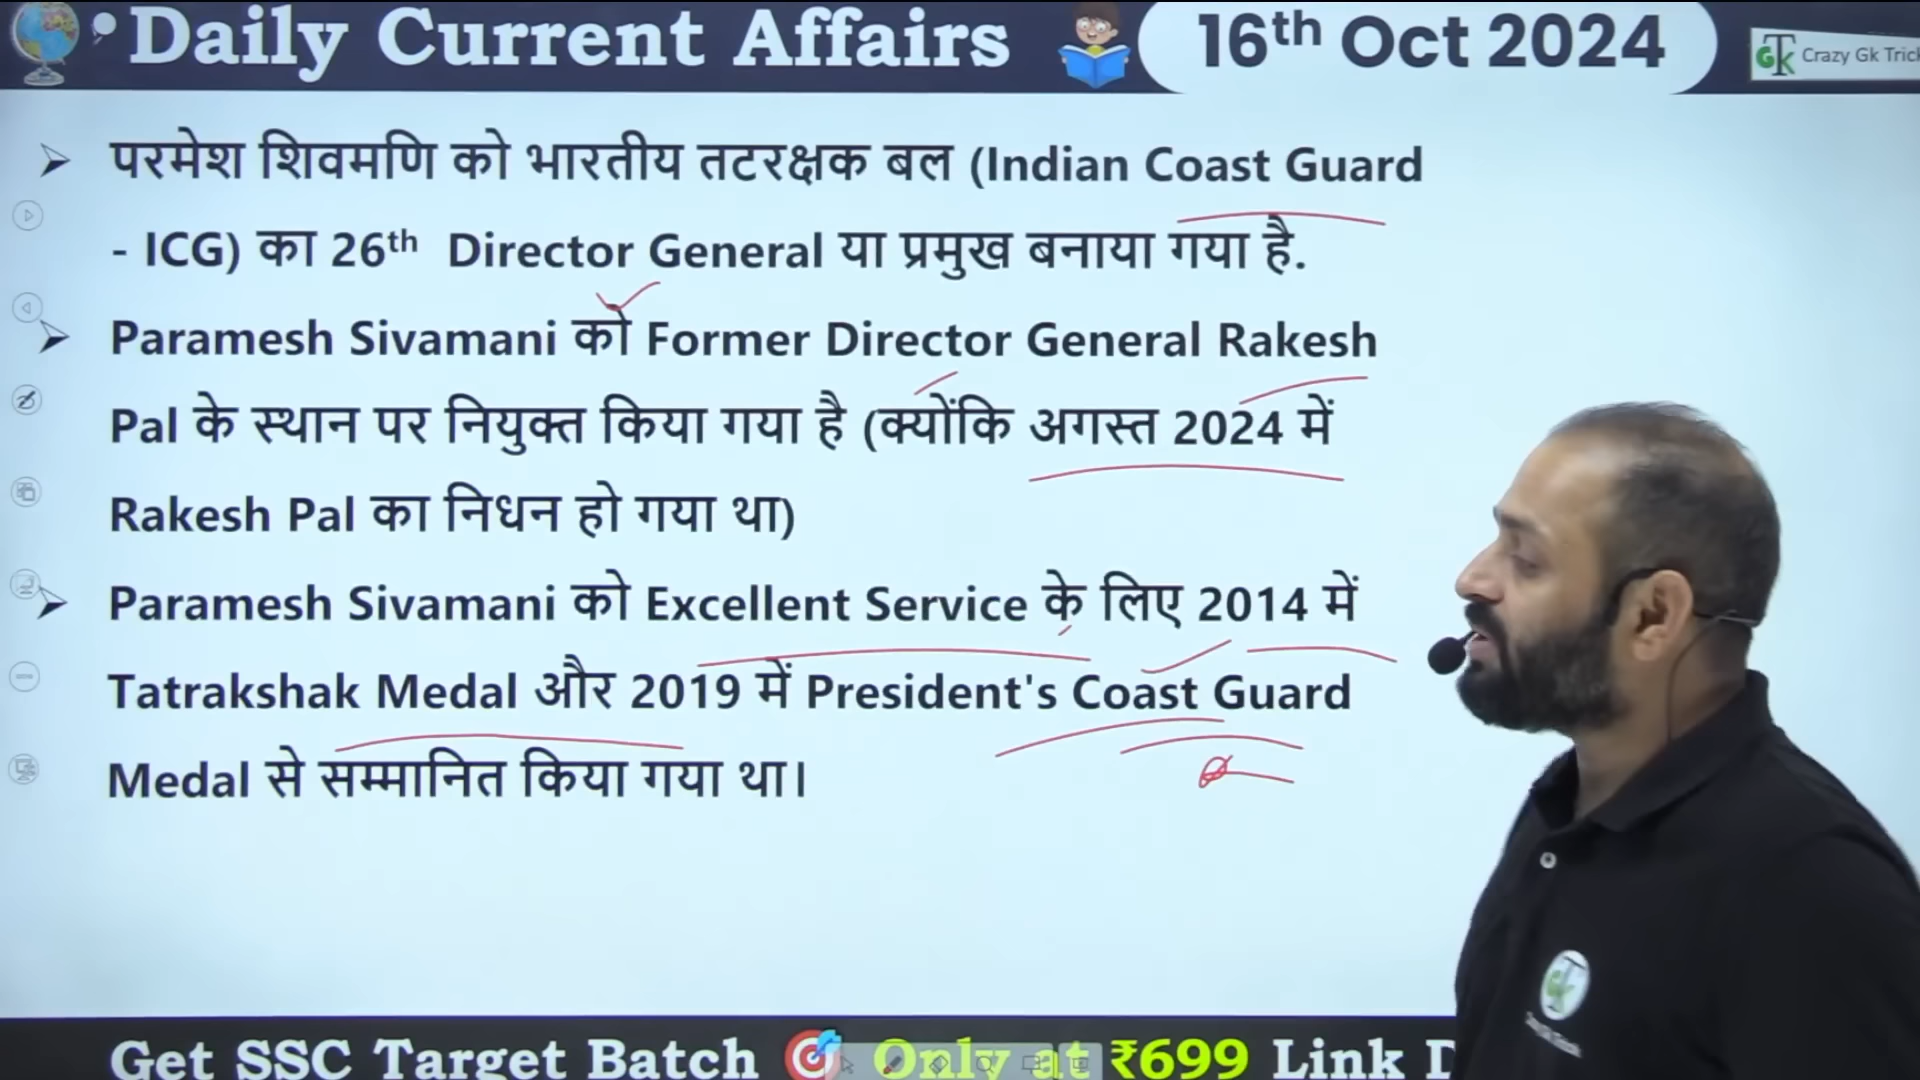 Daily Current Affairs
16th Oct 2024
GTK Crazy Gk Trick
परमेश शिवमणि को भारतीय तटरक्षक बल (Indian Coast Guard
- ICG) का 26th Director General या प्रमुख बनाया गया है.
Paramesh Sivamani को Former Director General Rakesh
Pal के स्थान पर नियुक्त किया गया है (क्योंकि अगस्त 2024 में
Rakesh Pal का निधन हो गया था)
Paramesh Sivamani को Excellent Service के लिए 2014 में
Tatrakshak Medal और 2019 में President's Coast Guard
Medal से सम्मानित किया गया था।
Get SSC Target Batch Only at ₹699 Link